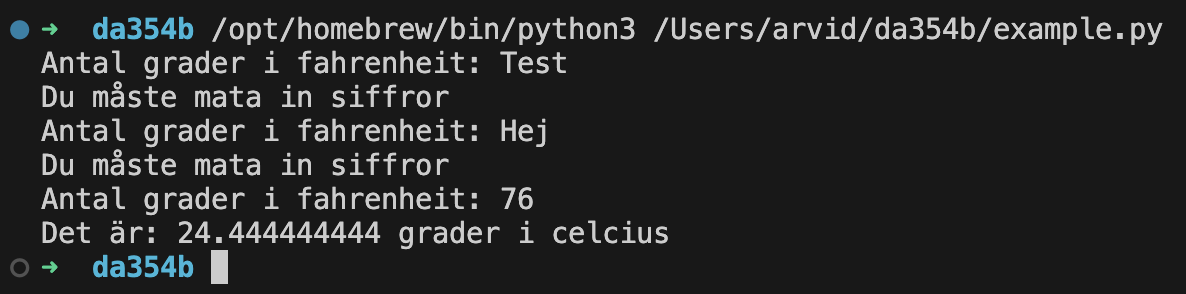 ➜ da354b /opt/homebrew/bin/python3 /Users/arvid/da354b/example.py
Antal grader i fahrenheit: Test
Du måste mata in siffror
Antal grader i fahrenheit: Hej
Du måste mata in siffror
Antal grader i fahrenheit: 76
Det är: 24.444444444 grader i celcius
➜ da354b